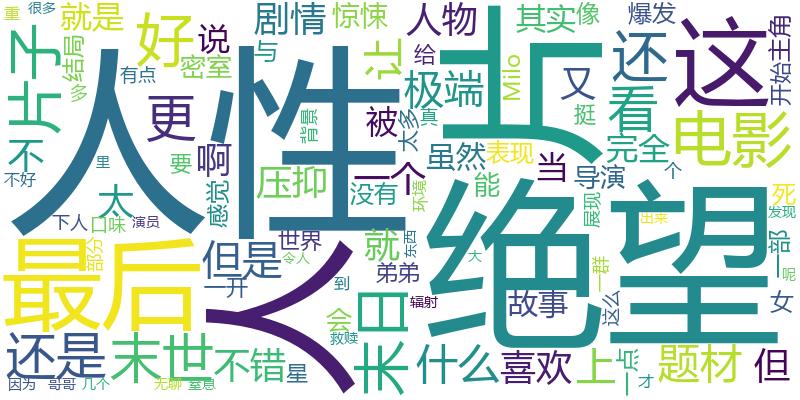 重
很多
就是
好
说
剧情
惊悚
与
让
人物
给
其实
像
爆发
开始
主角
片子
结局
多
有点
密室
人性
背景
极端
Milo
上
又
挺
还
看
这
不
不好
更
里
要
啊
感觉
太
压抑
没有
被
一个
太多
真
环境
虽然
表现
能
当
导演
完全
展现
个
电影
死
发现
下人
口味
演员
部分
最后
但是
一开
世界
令人
人
就
东西
弟弟
到
辐射
绝望
大
故事
一群
这么
出来
一部
女
呢
还是
末世
不错
星
会
救赎
末日
什么
喜欢
上
一点
才
题材
但
因为
哥哥
几个
无聊
窒息